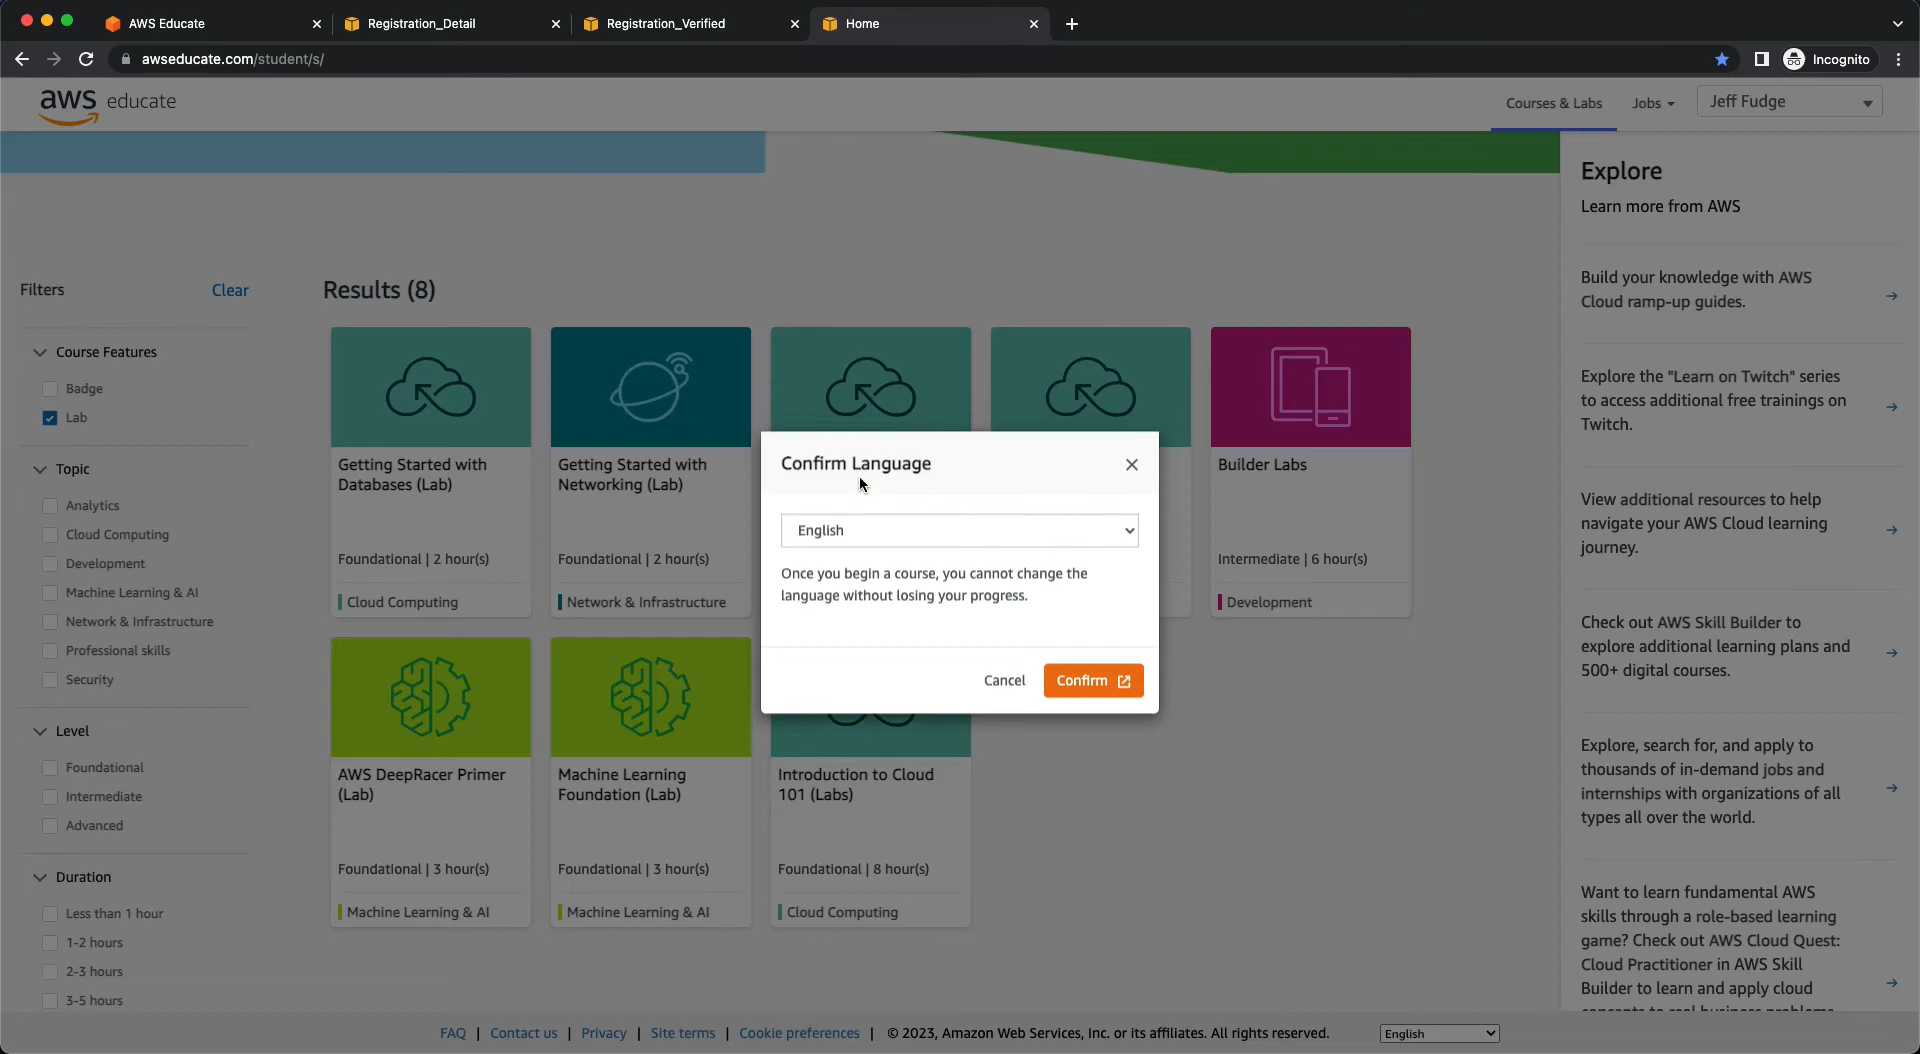 AWS Educate
Registration_Detail
Registration_Verified
Home
awseducate.com/student/s/
Incognito
aws educate
Courses & Labs
Jobs
Jeff Fudge
Filters
Clear
Course Features
Badge
Lab
Topic
Analytics
Cloud Computing
Development
Machine Learning & AI
Network & Infrastructure
Professional skills
Security
Level
Foundational
Intermediate
Advanced
Duration
Less than 1 hour
1-2 hours
2-3 hours
3-5 hours
Results (8)
Getting Started with
Databases (Lab)
Foundational | 2 hour(s)
Cloud Computing
Getting Started with
Networking (Lab)
Foundational | 2 hour(s)
Network & Infrastructure
Builder Labs
Intermediate | 6 hour(s)
Development
AWS DeepRacer Primer
(Lab)
Foundational | 3 hour(s)
Machine Learning & AI
Machine Learning
Foundation (Lab)
Foundational | 3 hour(s)
Machine Learning & AI
Introduction to Cloud
101 (Labs)
Foundational | 8 hour(s)
Cloud Computing
Confirm Language
English
Once you begin a course, you cannot change the
language without losing your progress.
Cancel
Confirm
Explore
Learn more from AWS
Build your knowledge with AWS
Cloud ramp-up guides.
Explore the "Learn on Twitch" series
to access additional free trainings on
Twitch.
View additional resources to help
navigate your AWS Cloud learning
journey.
Check out AWS Skill Builder to
explore additional learning plans and
500+ digital courses.
Explore, search for, and apply to
thousands of in-demand jobs and
internships with organizations of all
types all over the world.
Want to learn fundamental AWS
skills through a role-based learning
game? Check out AWS Cloud Quest:
Cloud Practitioner in AWS Skill
Builder to learn and apply cloud
FAQ | Contact us | Privacy | Site terms | Cookie preferences | © 2023, Amazon Web Services, Inc. or its affiliates. All rights reserved.
English